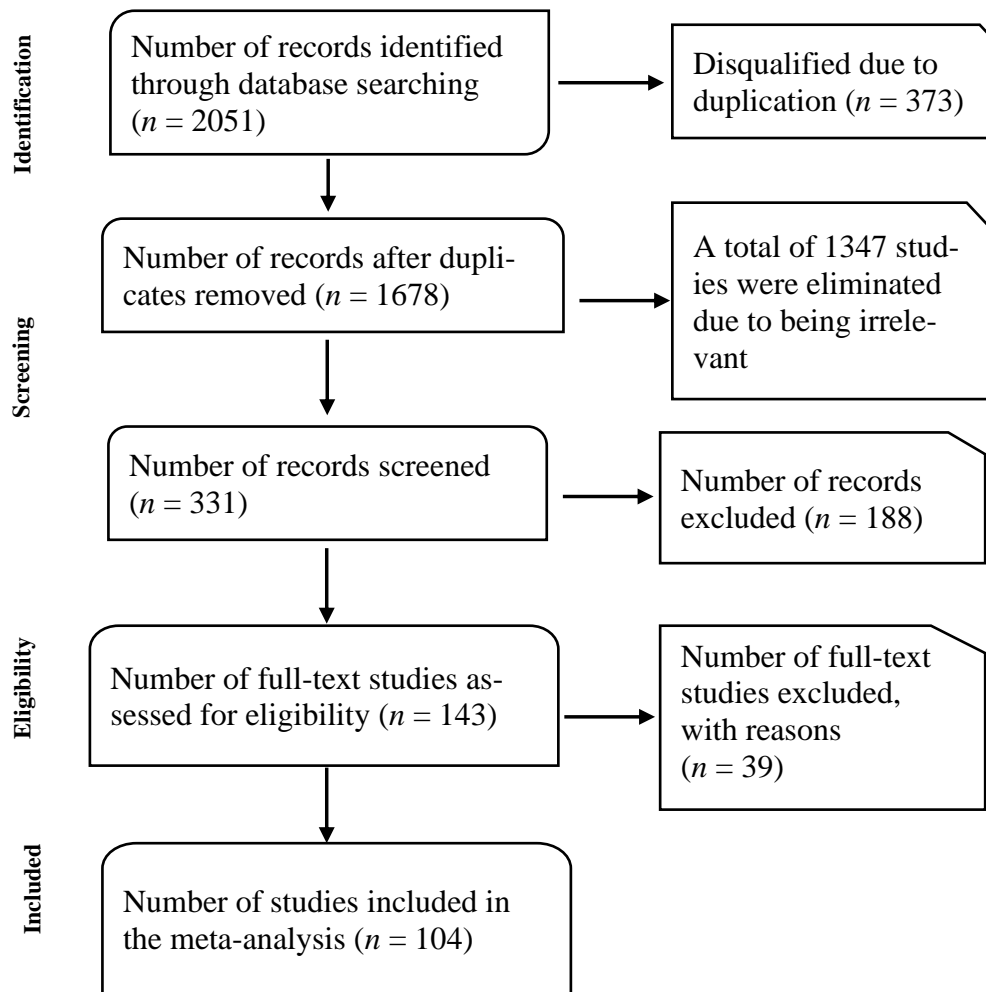 Identification
Number of records identified
through database searching
(n = 2051)
Disqualified due to
duplication (n = 373)
Screening
Number of records after dupli-
cates removed (n = 1678)
A total of 1347 stud-
ies were eliminated
due to being irrele-
vant
Number of records screened
(n = 331)
Number of records
excluded (n = 188)
Eligibility
Number of full-text studies as-
sessed for eligibility (n = 143)
Number of full-text
studies excluded,
with reasons
(n = 39)
Included
Number of studies included in
the meta-analysis (n = 104)